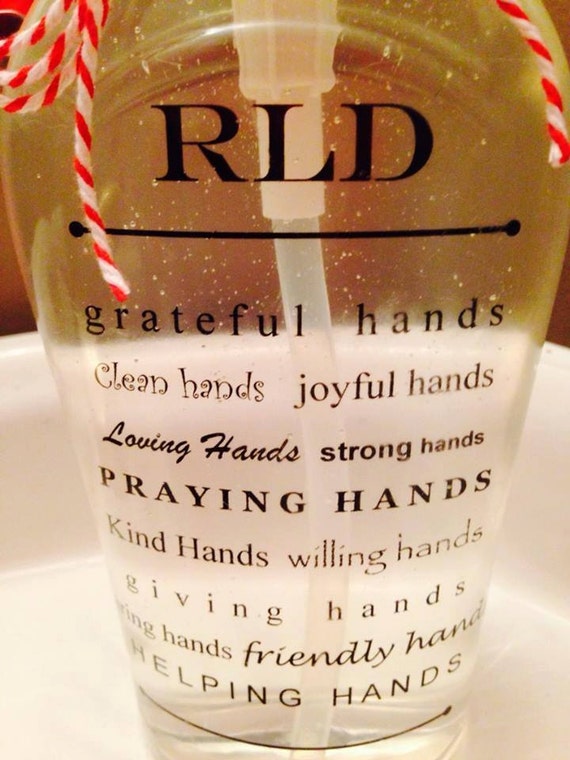 RLD
grateful hands
Clean hands joyful hands
Loving Hands strong hands
PRAYING HANDS
Kind Hands willing hands
giving hands
hands friendly
HELPING HANDS